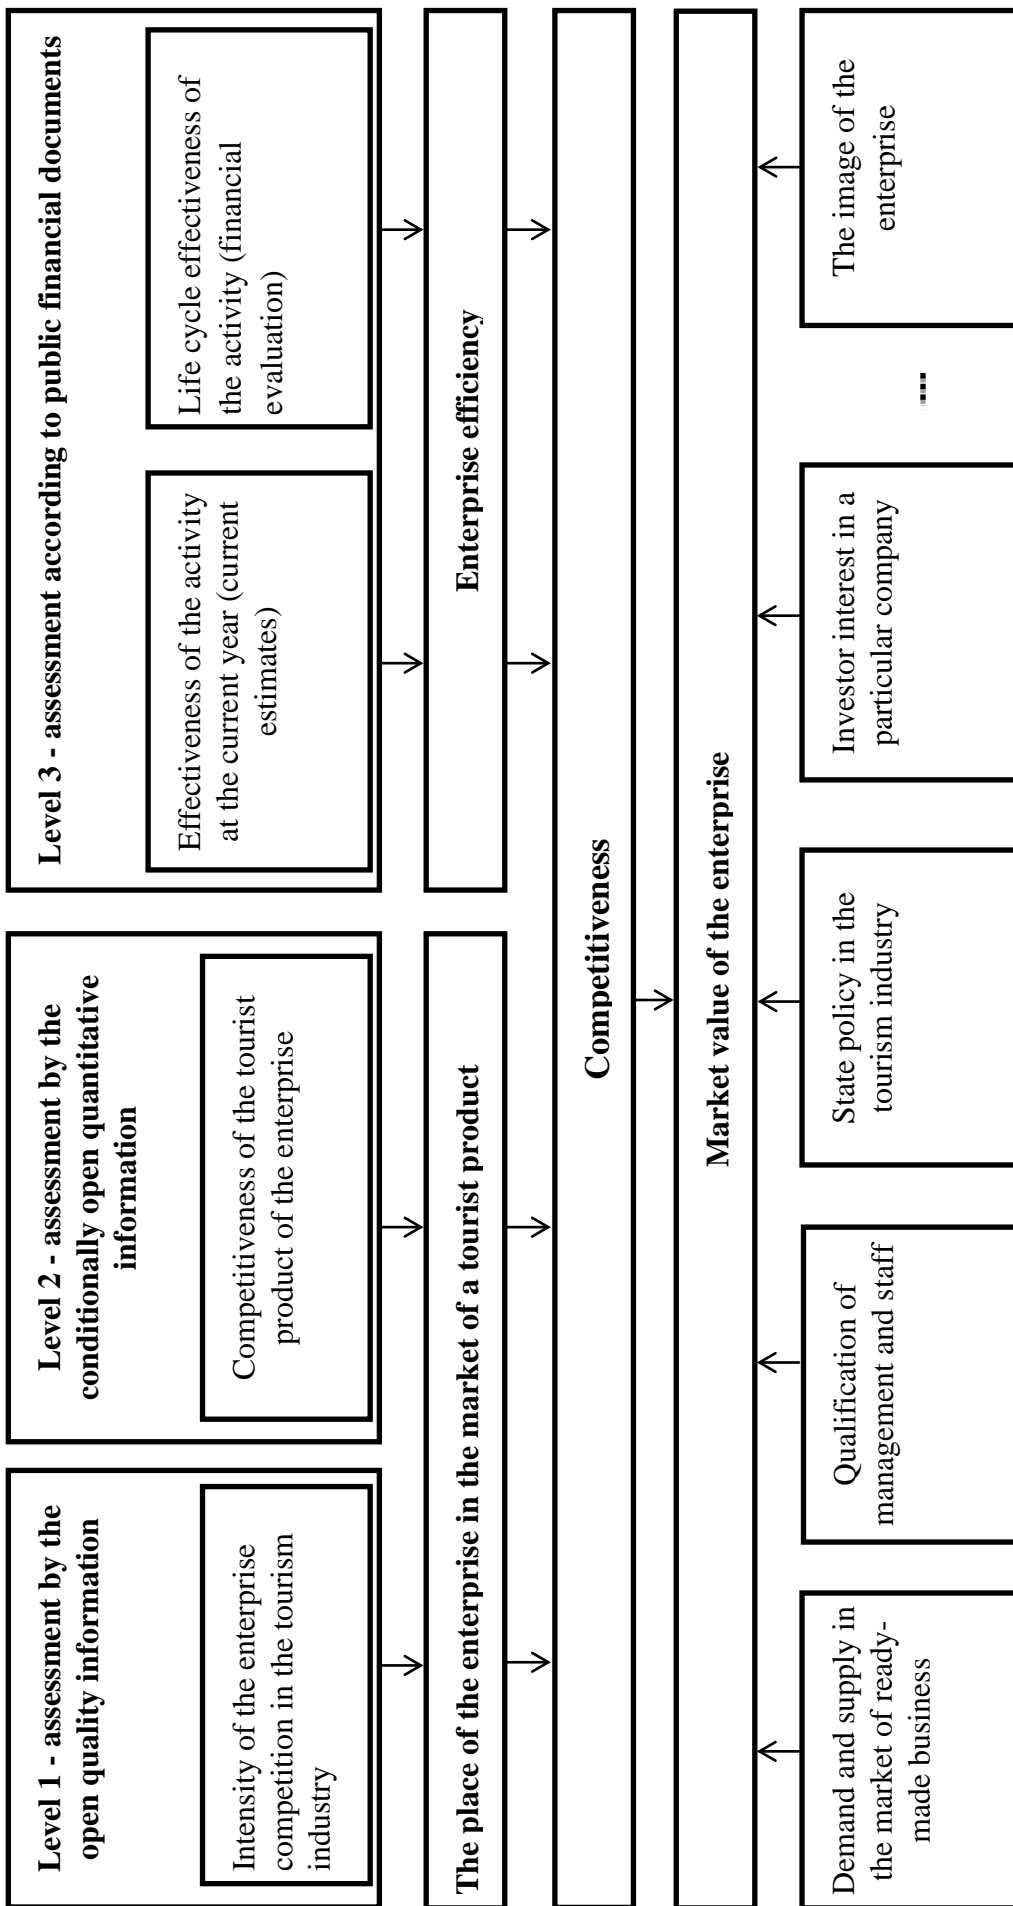 Level 1 - assessment by the
open quality information
Intensity of the enterprise
competition in the tourism
industry
Level 2 - assessment by the
conditionally open quantitative
information
Competitiveness of the tourist
product of the enterprise
Level 3 - assessment according to public financial documents
Effectiveness of the activity
at the current year (current
estimates)
Life cycle effectiveness of
the activity (financial
evaluation)
The place of the enterprise in the market of a tourist product
Enterprise efficiency
Competitiveness
Market value of the enterprise
Demand and supply in
the market of ready-
made business
Qualification of
management and staff
State policy in the
tourism industry
Investor interest in a
particular company
....
The image of the
enterprise